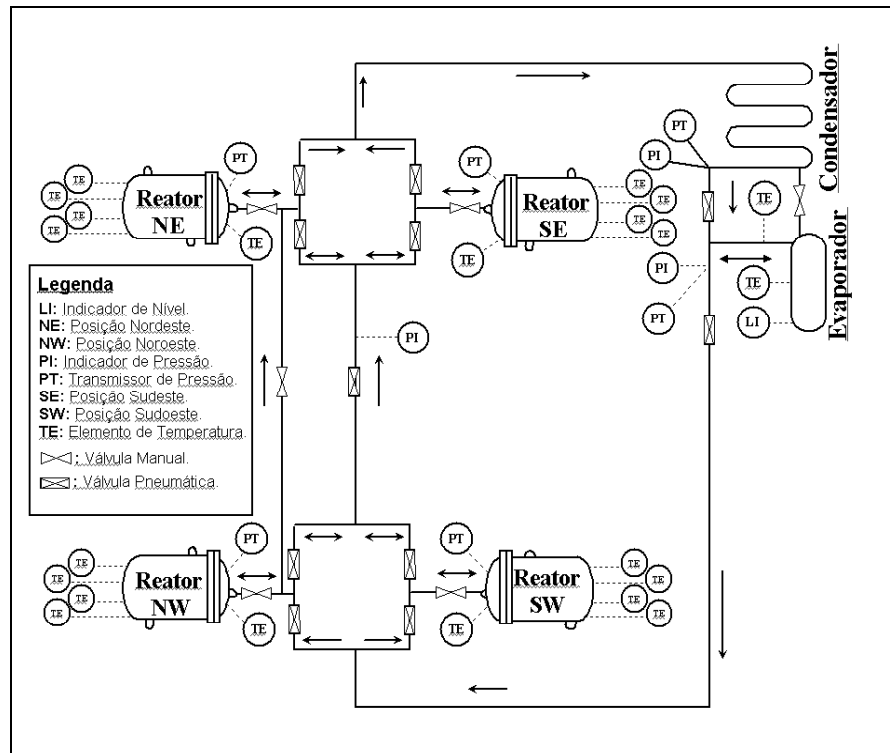 Condensador
PT
PI
PT
TE
TE
TE
TE
Reator
NE
TE
PT
Reator
SE
TE
TE
TE
TE
TE
TE
TE
PI
PT
TE
LI
Evaporador
Legenda
LI: Indicador de Nível.
NE: Posição Nordeste.
NW: Posição Noroeste.
PI: Indicador de Pressão.
PT: Transmissor de Pressão.
SE: Posição Sudeste.
SW: Posição Sudoeste.
TE: Elemento de Temperatura.
: Válvula Manual.
: Válvula Pneumática.
PI
PT
TE
TE
TE
TE
Reator
NW
TE
PT
Reator
SW
TE
TE
TE
TE
TE